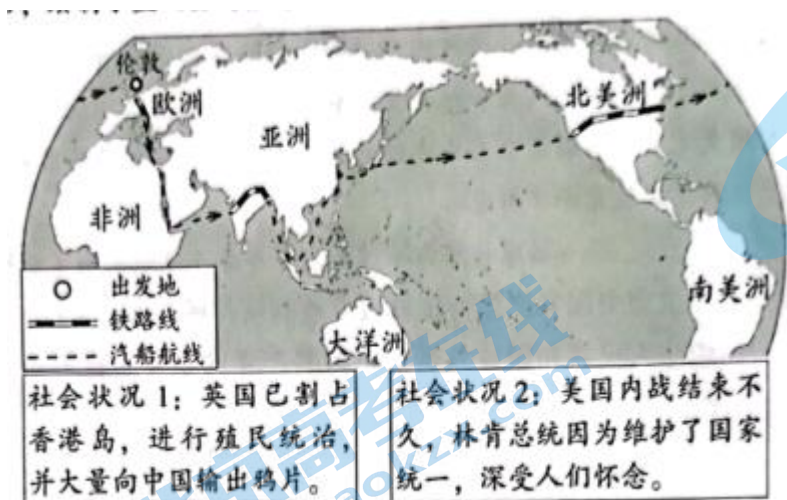 伦敦
欧洲
亚洲
北美洲
非洲
南美洲
大洋洲
出发地
铁路线
汽船航线
社会状况1：英国已割占
香港岛，进行殖民统治，
并大量向中国输出鸦片。
社会状况2：美国内战结束不
久，林肯总统因为维护了国家
统一，深受人们怀念。